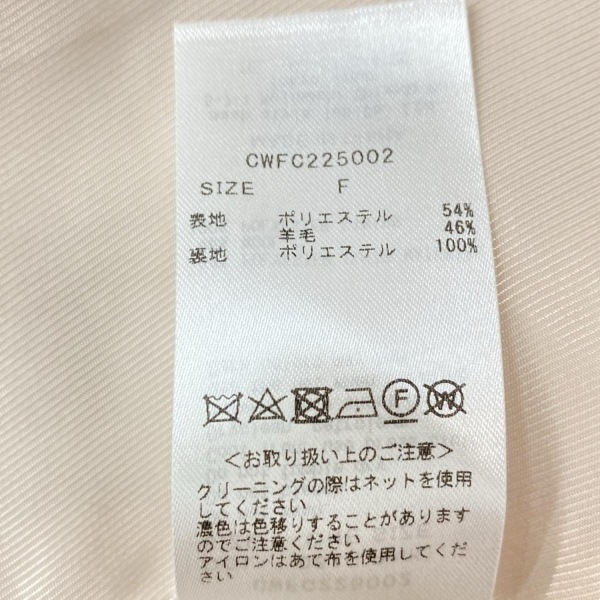 CWFC225002
SIZE F
表地 ポリエステル 54%
羊毛 46%
裏地 ポリエステル 100%
F W
<お取り扱い上のご注意>
クリーニングの際はネットを使用
してください
濃色は色移りすることがあります
のでご注意ください
アイロンはあて布を使用してくだ
さい